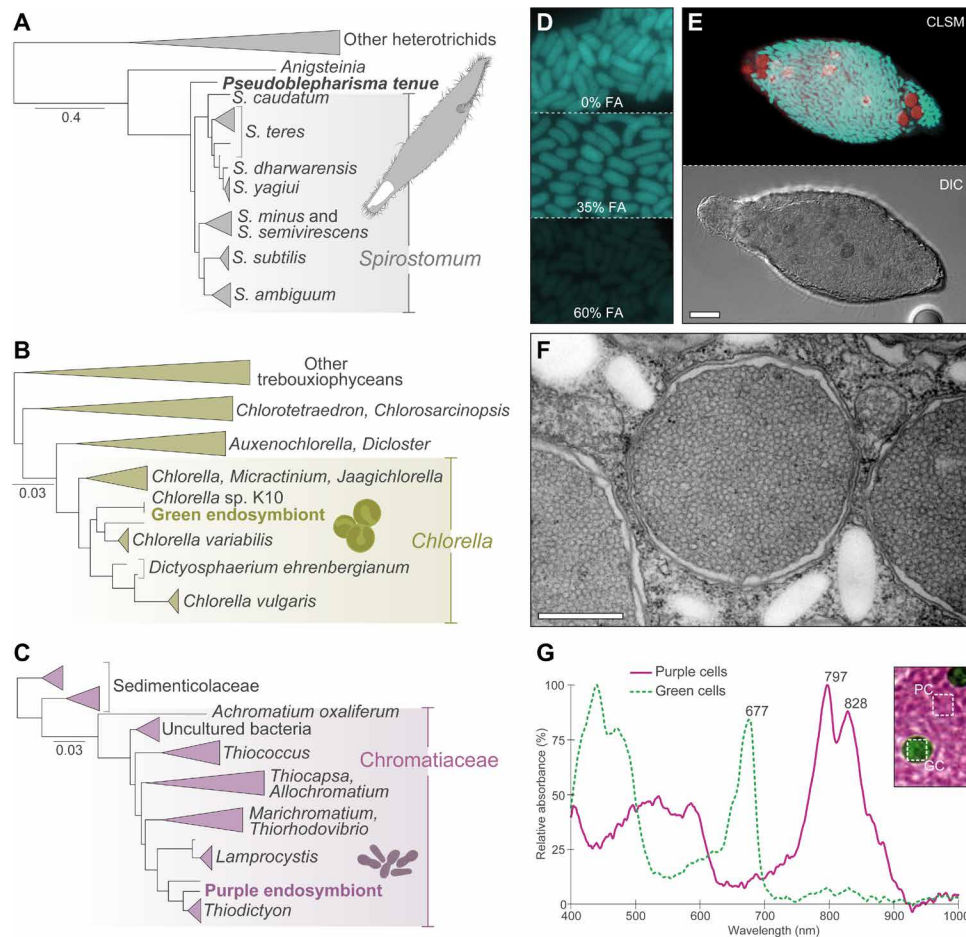 A
Other heterotrichids
Anigsteinia
Pseudoblepharisma tenue
0.4
S. caudatum
S. teres
S. dharwarensis
S. yagiui
S. minus and
S. semivirescens
S. subtilis
S. ambiguum
Spirostomum
B
Other
trebouxiophyceans
Chlorotetraedron, Chlorosarcinopsis
Auxenochlorella, Dicloster
0.03
Chlorella, Micractinium, Jaagichlorella
Chlorella sp. K10
Green endosymbiont
Chlorella variabilis
Chlorella
Dictyosphaerium ehrenbergianum
Chlorella vulgaris
C
Sedimenticolaceae
Achromatium oxaliferum
0.03
Uncultured bacteria
Thiococcus
Chromatiaceae
Thiocapsa,
Allochromatium
Marichromatium,
Thiorhodovibrio
Lamprocystis
Purple endosymbiont
Thiodictyon
D
0% FA
35% FA
60% FA
E
CLSM
DIC
F
G
Purple cells
Green cells
677
797
828
PC
GC
Relative absorbance (%)
100
75
50
25
0
400 500 600 700 800 900 1000
Wavelength (nm)